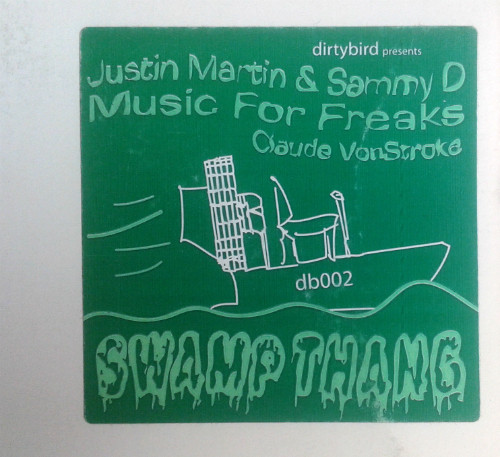 dirtybird presents
Justin Martin & Sammy D
Music For Freaks
Claude VonStroke
db002
SWAMP THANG